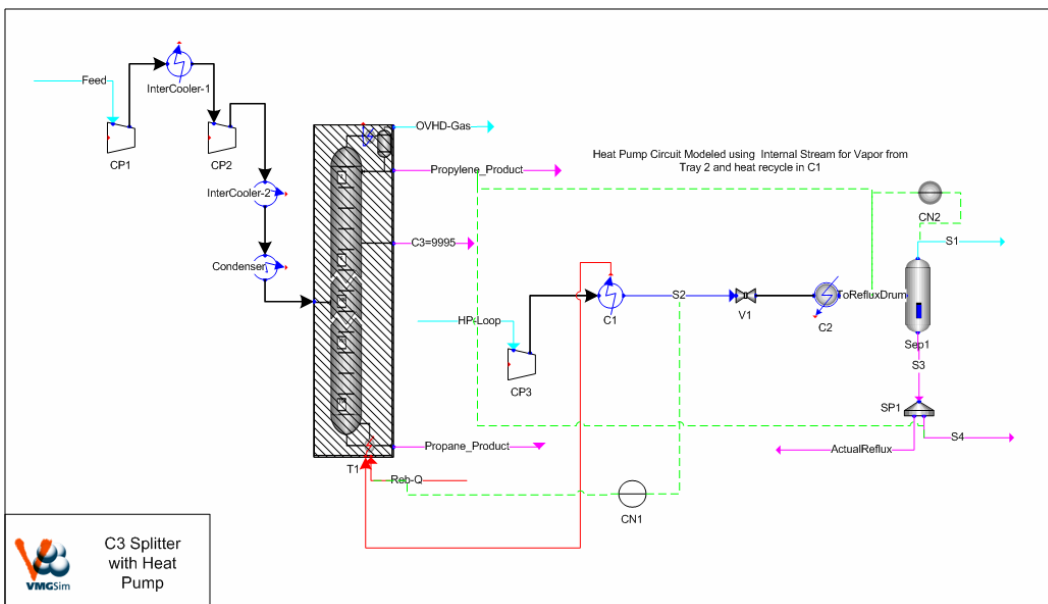 Feed
InterCooler-1
CP1
CP2
InterCooler-2
Condenser
OVHD-Gas
Propylene_Product
C3=9995
Propane_Product
T1
Reb-Q
Heat Pump Circuit Modeled using Internal Stream for Vapor from
Tray 2 and heat recycle in C1
CN2
S1
S2
C1
V1
C2
ToRefluxDrum
Sep1
HP-Loop
CP3
S3
SP1
S4
ActualReflux
CN1
VMGSim
C3 Splitter
with Heat
Pump